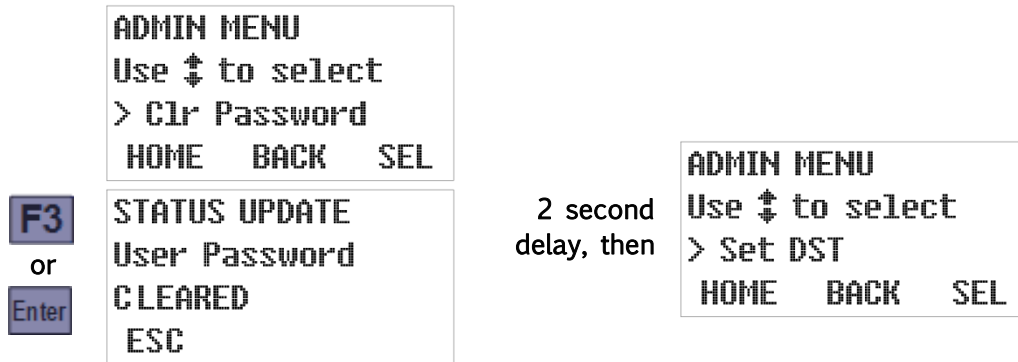 ADMIN MENU
Use ↕ to select
> Clr Password
HOME BACK SEL
F3
or
Enter
STATUS UPDATE
User Password
CLEARED
ESC
2 second
delay, then
ADMIN MENU
Use ↕ to select
> Set DST
HOME BACK SEL